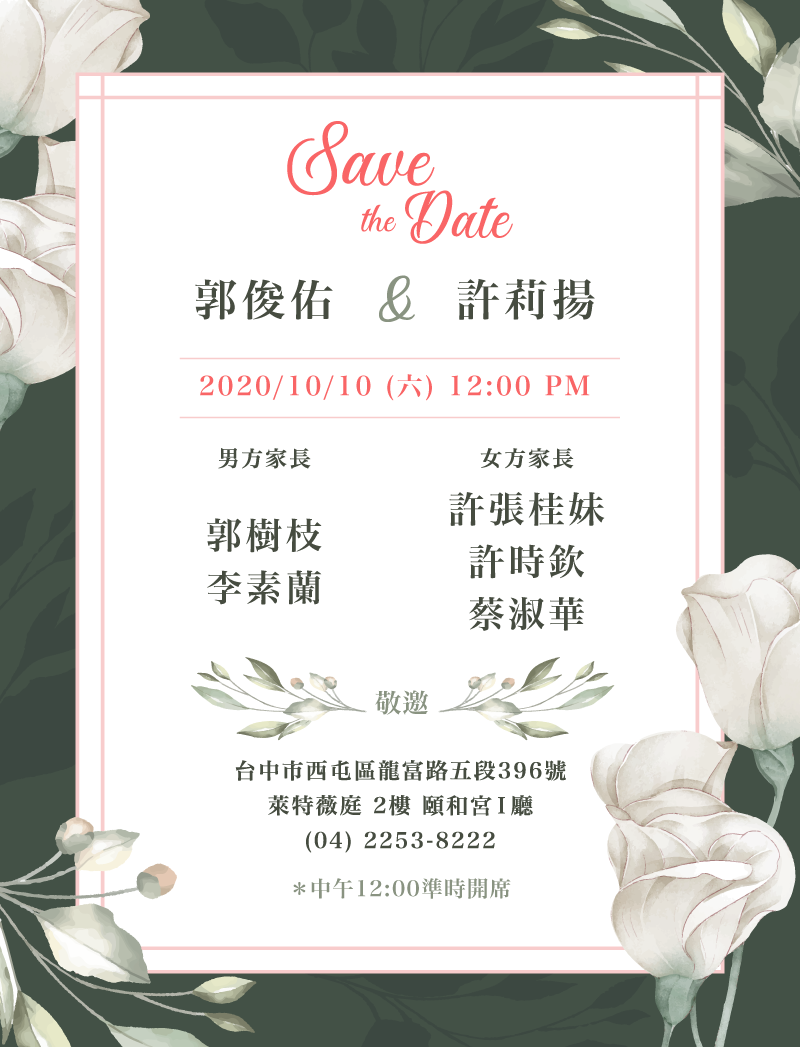 Save
the Date
郭俊佑 & 許莉揚
2020/10/10 (六) 12:00 PM
男方家長
郭樹枝
李素蘭
女方家長
許張桂妹
許時欽
蔡淑華
敬邀
台中市西屯區龍富路五段396號
萊特薇庭 2樓 頤和宮I廳
(04) 2253-8222
*中午12:00準時開席